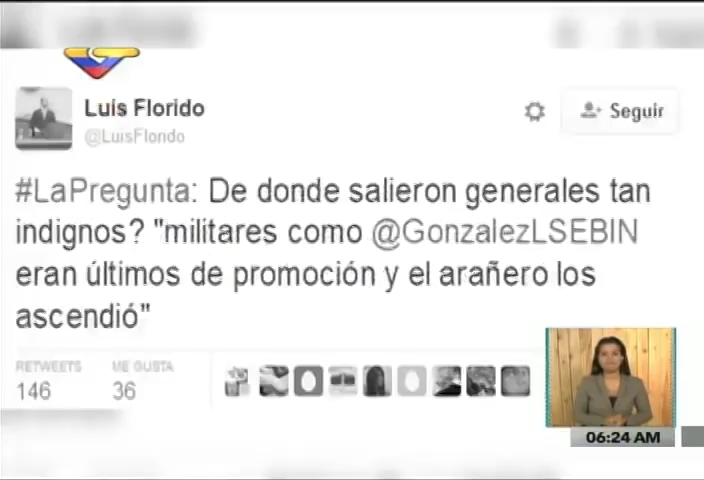 Luis Florido
@LuisFlorido
Seguir
#LaPregunta: De donde salieron generales tan
indignos? "militares como @GonzalezLSEBIN
eran últimos de promoción y el arañero los
ascendió"
RETWEETS
ME GUSTA
146
36
06:24 AM